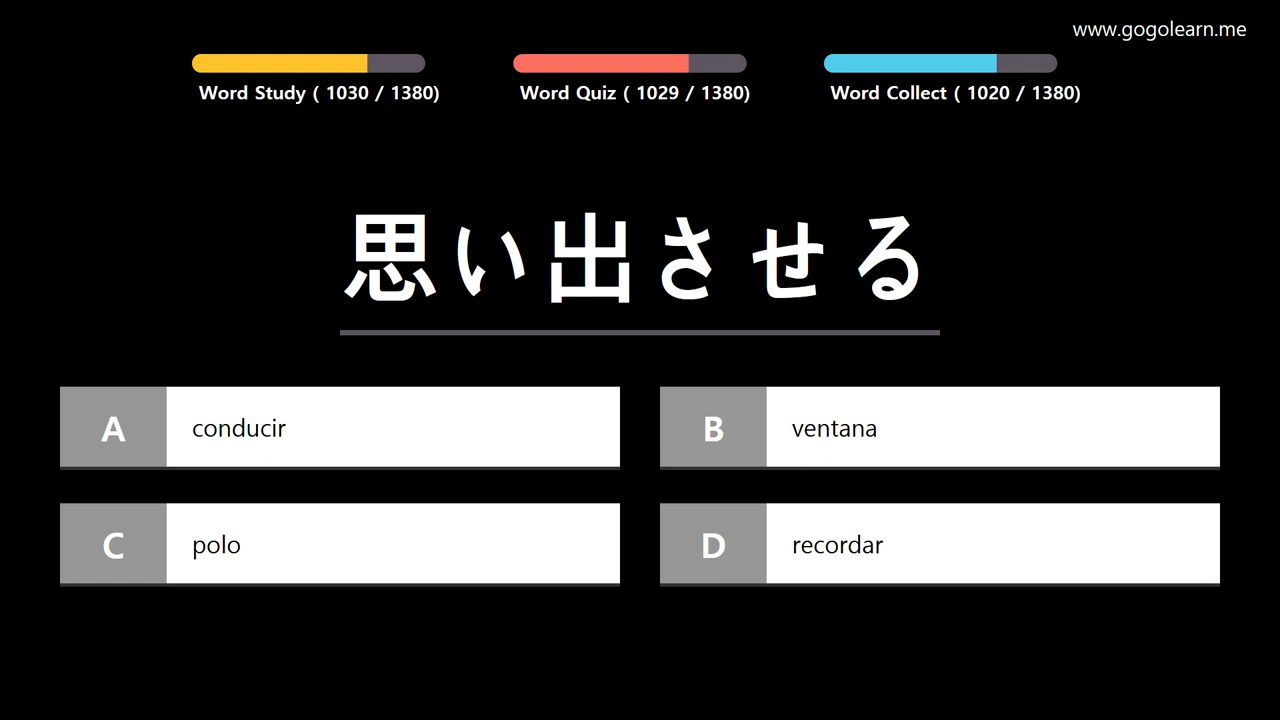 www.gogolearn.me
Word Study ( 1030 / 1380)
Word Quiz ( 1029 / 1380)
Word Collect ( 1020 / 1380)
思い出させる
A conducir
B ventana
C polo
D recordar